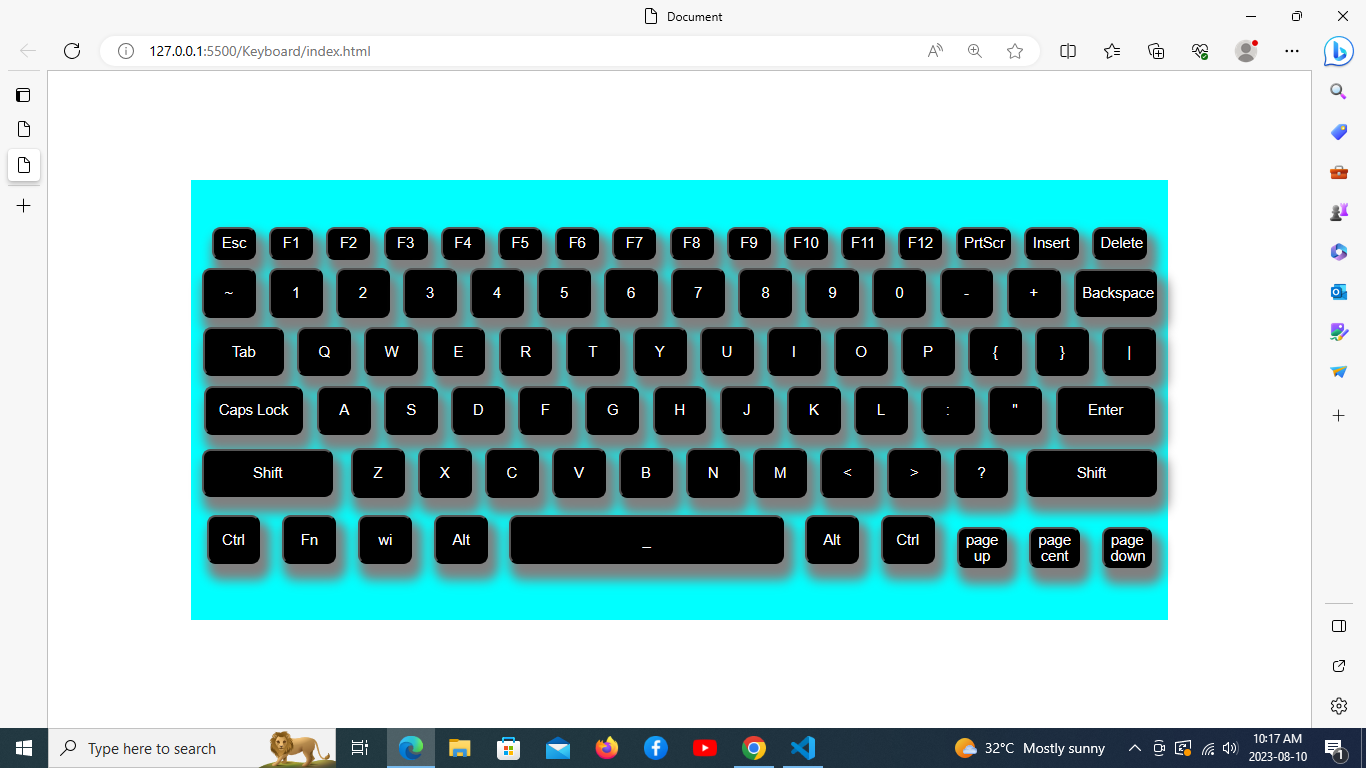 Document
127.0.0.1:5500/Keyboard/index.html
Esc F1 F2 F3 F4 F5 F6 F7 F8 F9 F10 F11 F12 PrtScr Insert Delete
~ 1 2 3 4 5 6 7 8 9 0 - + Backspace
Tab Q W E R T Y U I O P { } |
Caps Lock A S D F G H J K L : " Enter
Shift Z X C V B N M < > ? Shift
Ctrl Fn wi Alt _ Alt Ctrl page up page cent page down
Type here to search
32°C Mostly sunny
10:17 AM
2023-08-10
1